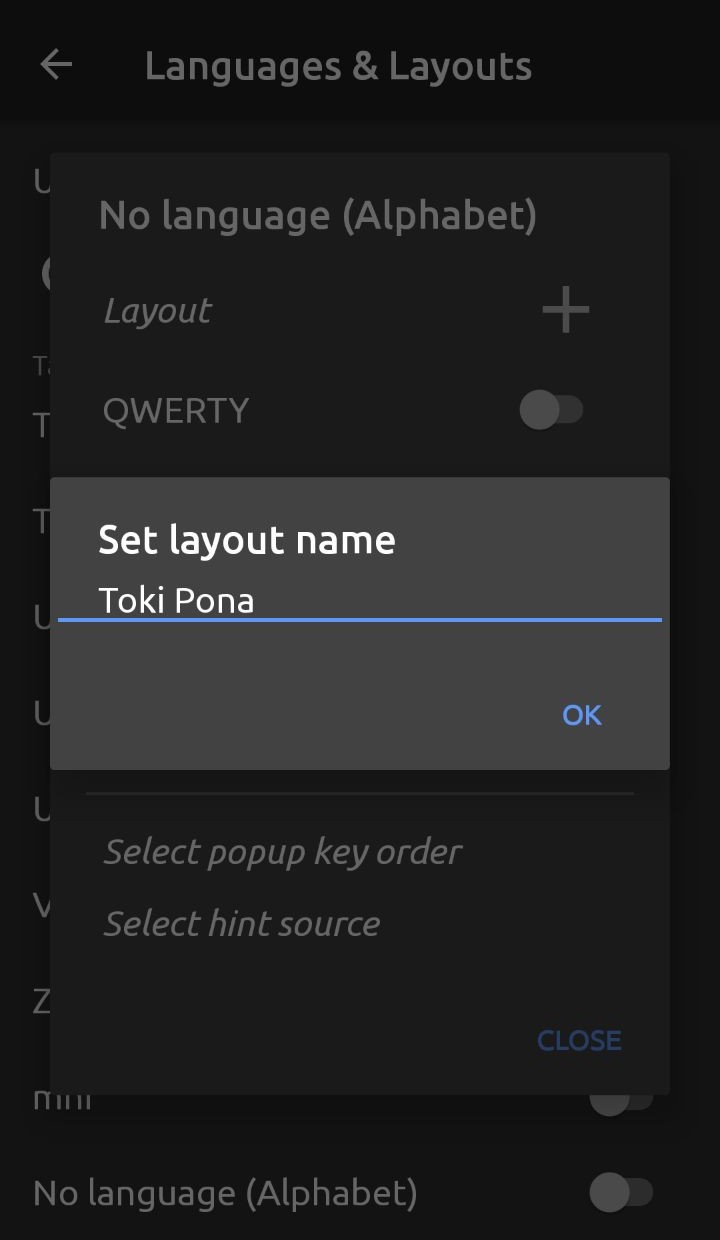 Languages & Layouts
No language (Alphabet)
Layout
QWERTY
Set layout name
Toki Pona
OK
Select popup key order
Select hint source
CLOSE
No language (Alphabet)